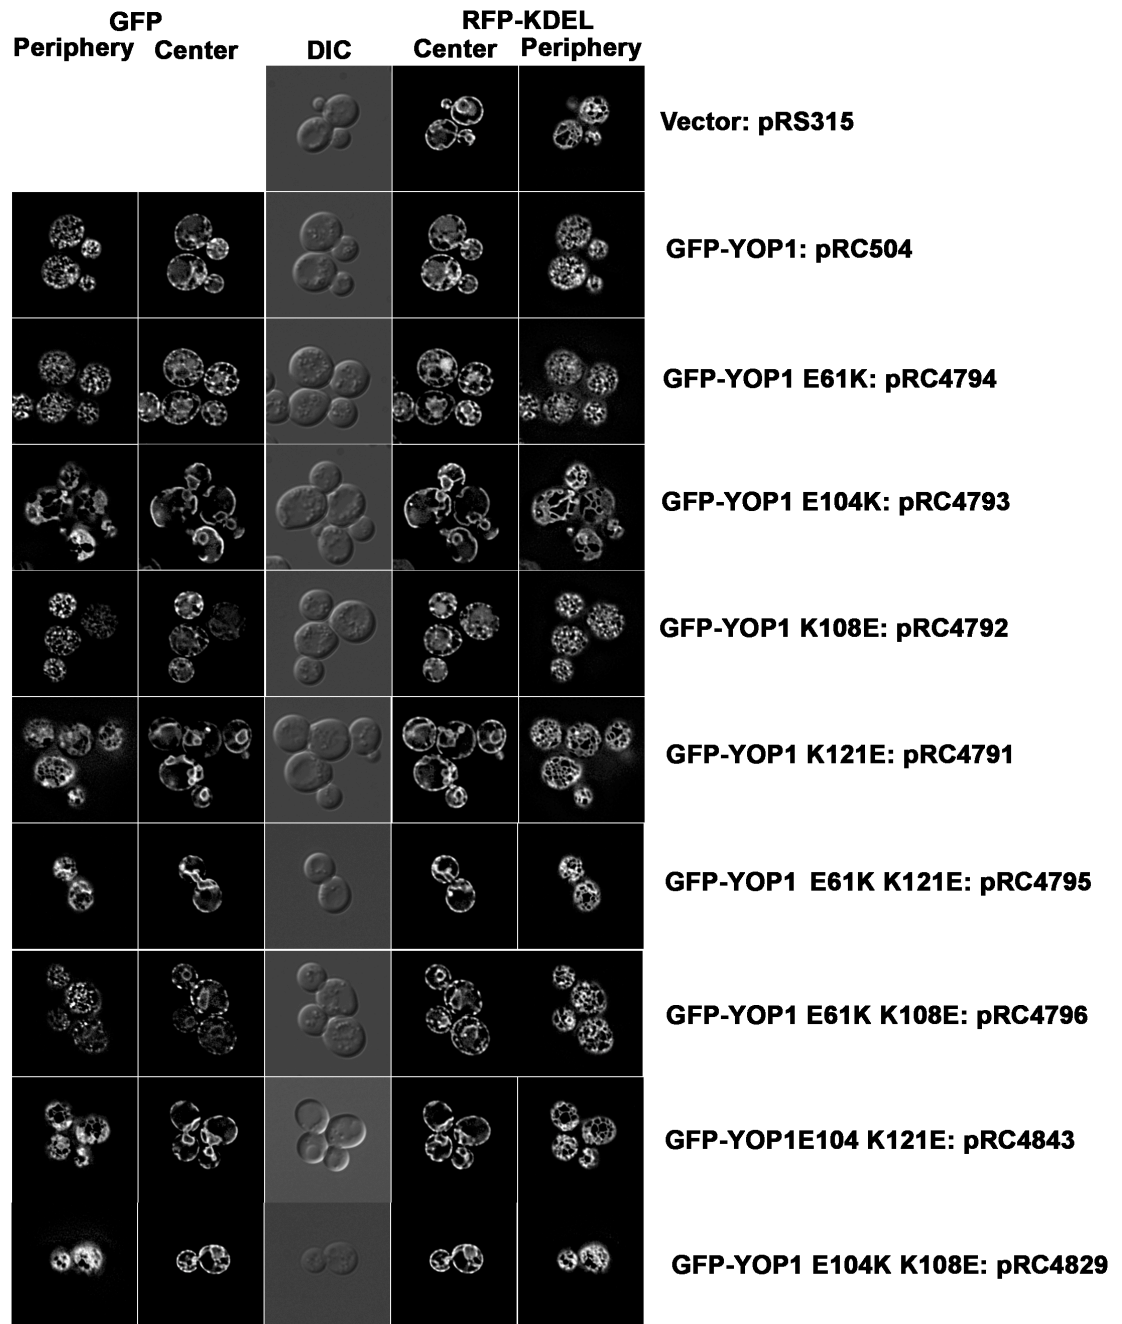 GFP
RFP-KDEL
Periphery Center DIC Center Periphery
Vector: pRS315
GFP-YOP1: pRC504
GFP-YOP1 E61K: pRC4794
GFP-YOP1 E104K: pRC4793
GFP-YOP1 K108E: pRC4792
GFP-YOP1 K121E: pRC4791
GFP-YOP1 E61K K121E: pRC4795
GFP-YOP1 E61K K108E: pRC4796
GFP-YOP1E104 K121E: pRC4843
GFP-YOP1 E104K K108E: pRC4829